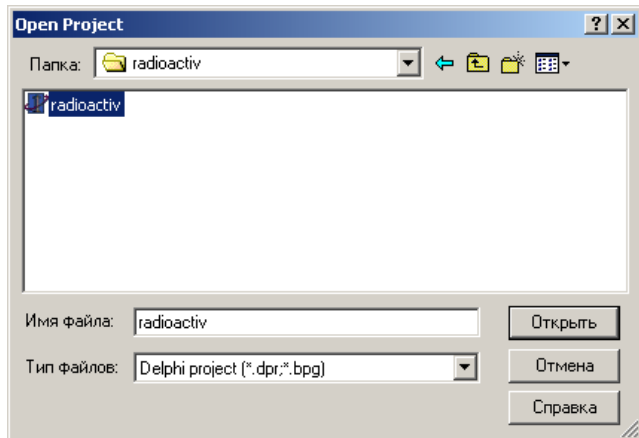 Open Project
Папка: radioactiv
radioactiv
Имя файла: radioactiv Открыть
Тип файлов: Delphi project (*.dpr;*.bpg) Отмена
Справка